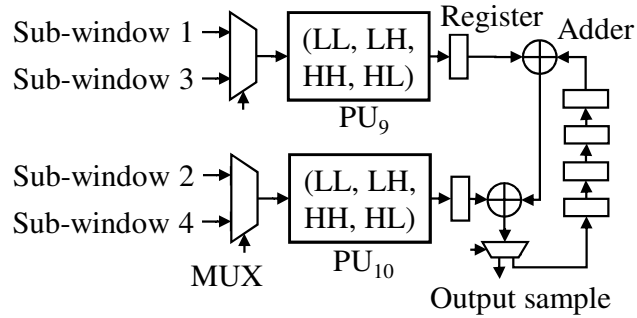 Sub-window 1
Sub-window 3
(LL, LH,
HH, HL)
PU₉
Register
Adder
Sub-window 2
Sub-window 4
MUX
(LL, LH,
HH, HL)
PU₁₀
Output sample